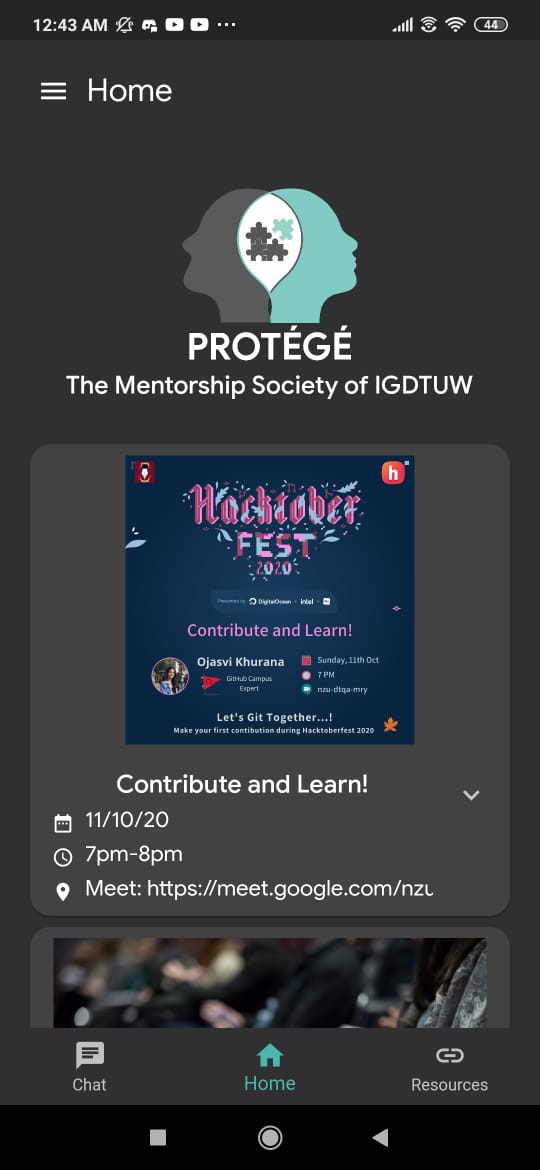 12:43 AM
44
Home
PROTÉGÉ
The Mentorship Society of IGDTUW
h
Hacktober
FEST
2020
Presented by DigitalOcean · intel ·
Contribute and Learn!
Ojasvi Khurana
GitHub Campus
Expert
Sunday, 11th Oct
7 PM
nzu-dtqa-mry
Let's Git Together...!
Make your first contibution during Hacktoberfest 2020
Contribute and Learn!
11/10/20
7pm-8pm
Meet: https://meet.google.com/nzu
Chat
Home
Resources